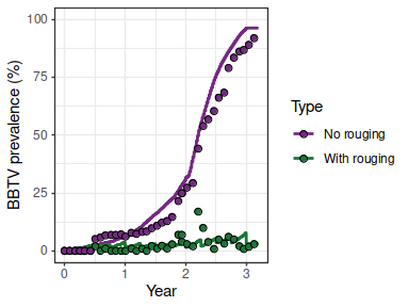 100
75
50
25
0
BBTV prevalence (%)
0 1 2 3
Year
Type
No rouging
With rouging